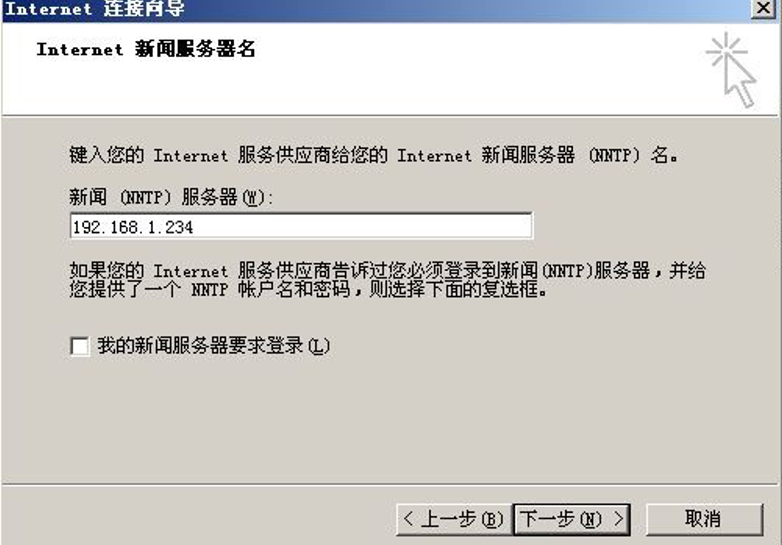 Internet 连接向导
Internet 新闻服务器名
键入您的 Internet 服务供应商给您的 Internet 新闻服务器 (NNTP) 名。
新闻 (NNTP) 服务器(W):
192.168.1.234
如果您的 Internet 服务供应商告诉过您必须登录到新闻(NNTP)服务器，并给
您提供了一个 NNTP 帐户名和密码，则选择下面的复选框。
我的新闻服务器要求登录(L)
< 上一步(B) 下一步(N) > 取消